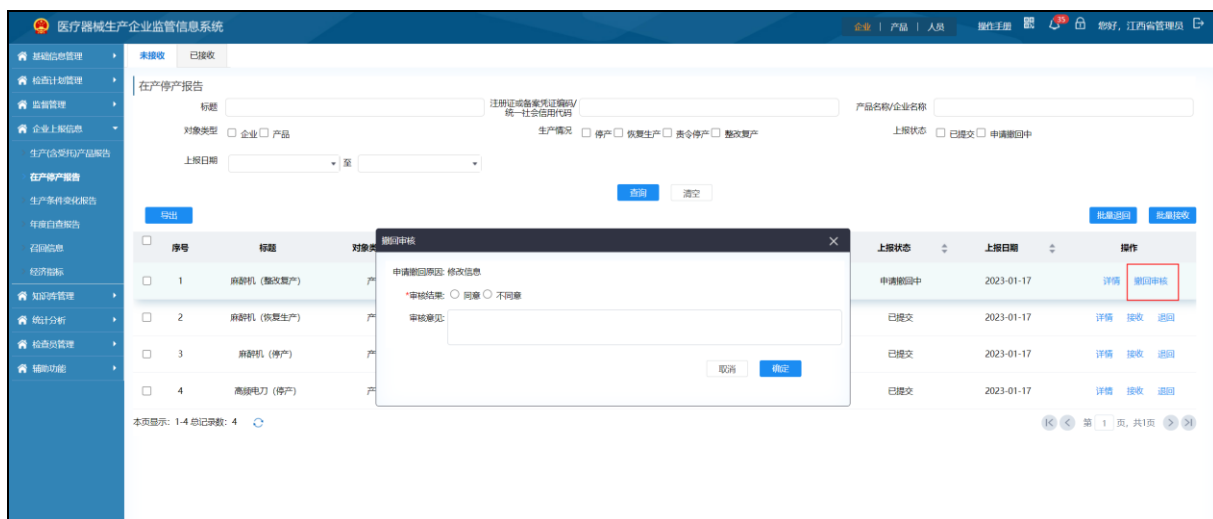 医疗器械生产企业监管信息系统
企业 | 产品 | 人员 操作手册 35 您好，江西省管理员
基础信息管理
检查计划管理
监督管理
企业上报信息
生产(含受托)产品报告
在产停产报告
生产条件变化报告
年度自查报告
召回信息
经济指标
知识库管理
统计分析
检查员管理
辅助功能
未接收 已接收
在产停产报告
标题 注册证或备案凭证编码/统一社会信用代码 产品名称/企业名称
对象类型 企业 产品 生产情况 停产 恢复生产 责令停产 整改复产 上报状态 已提交 申请撤回中
上报日期 至
查询 清空
导出 批量退回 批量接收
序号 标题 对象类 上报状态 上报日期 操作
1 麻醉机（整改复产） 产 申请撤回中 2023-01-17 详情 撤回审核
2 麻醉机（恢复生产） 产 已提交 2023-01-17 详情 接收 退回
3 麻醉机（停产） 产 已提交 2023-01-17 详情 接收 退回
4 高频电刀（停产） 产 已提交 2023-01-17 详情 接收 退回
撤回审核
申请撤回原因: 修改信息
*审核结果: 同意 不同意
审核意见:
取消 确定
本页显示: 1-4 总记录数: 4 第 1 页, 共1页